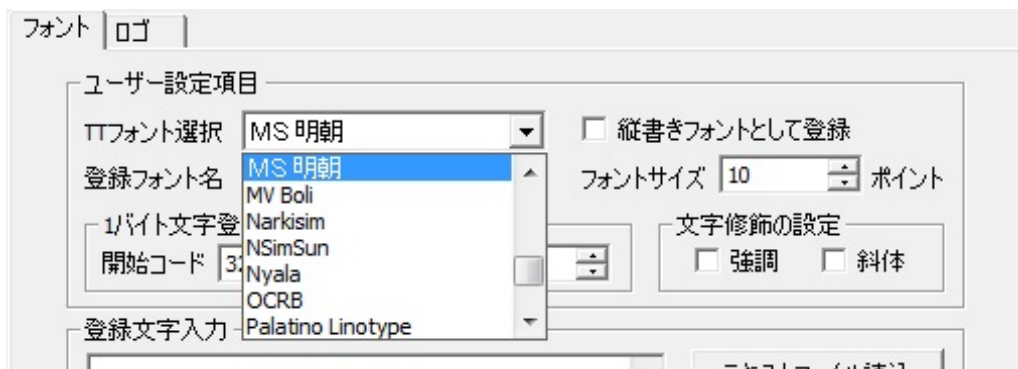 フォント ロゴ
ユーザー設定項目
TTフォント選択 MS 明朝 縦書きフォントとして登録
登録フォント名 MS 明朝 フォントサイズ 10 ポイント
MV Boli
1バイト文字登 Narkisim 文字修飾の設定
NSimSun
開始コード 32 Nyala 強調 斜体
OCRB
登録文字入力 Palatino Linotype